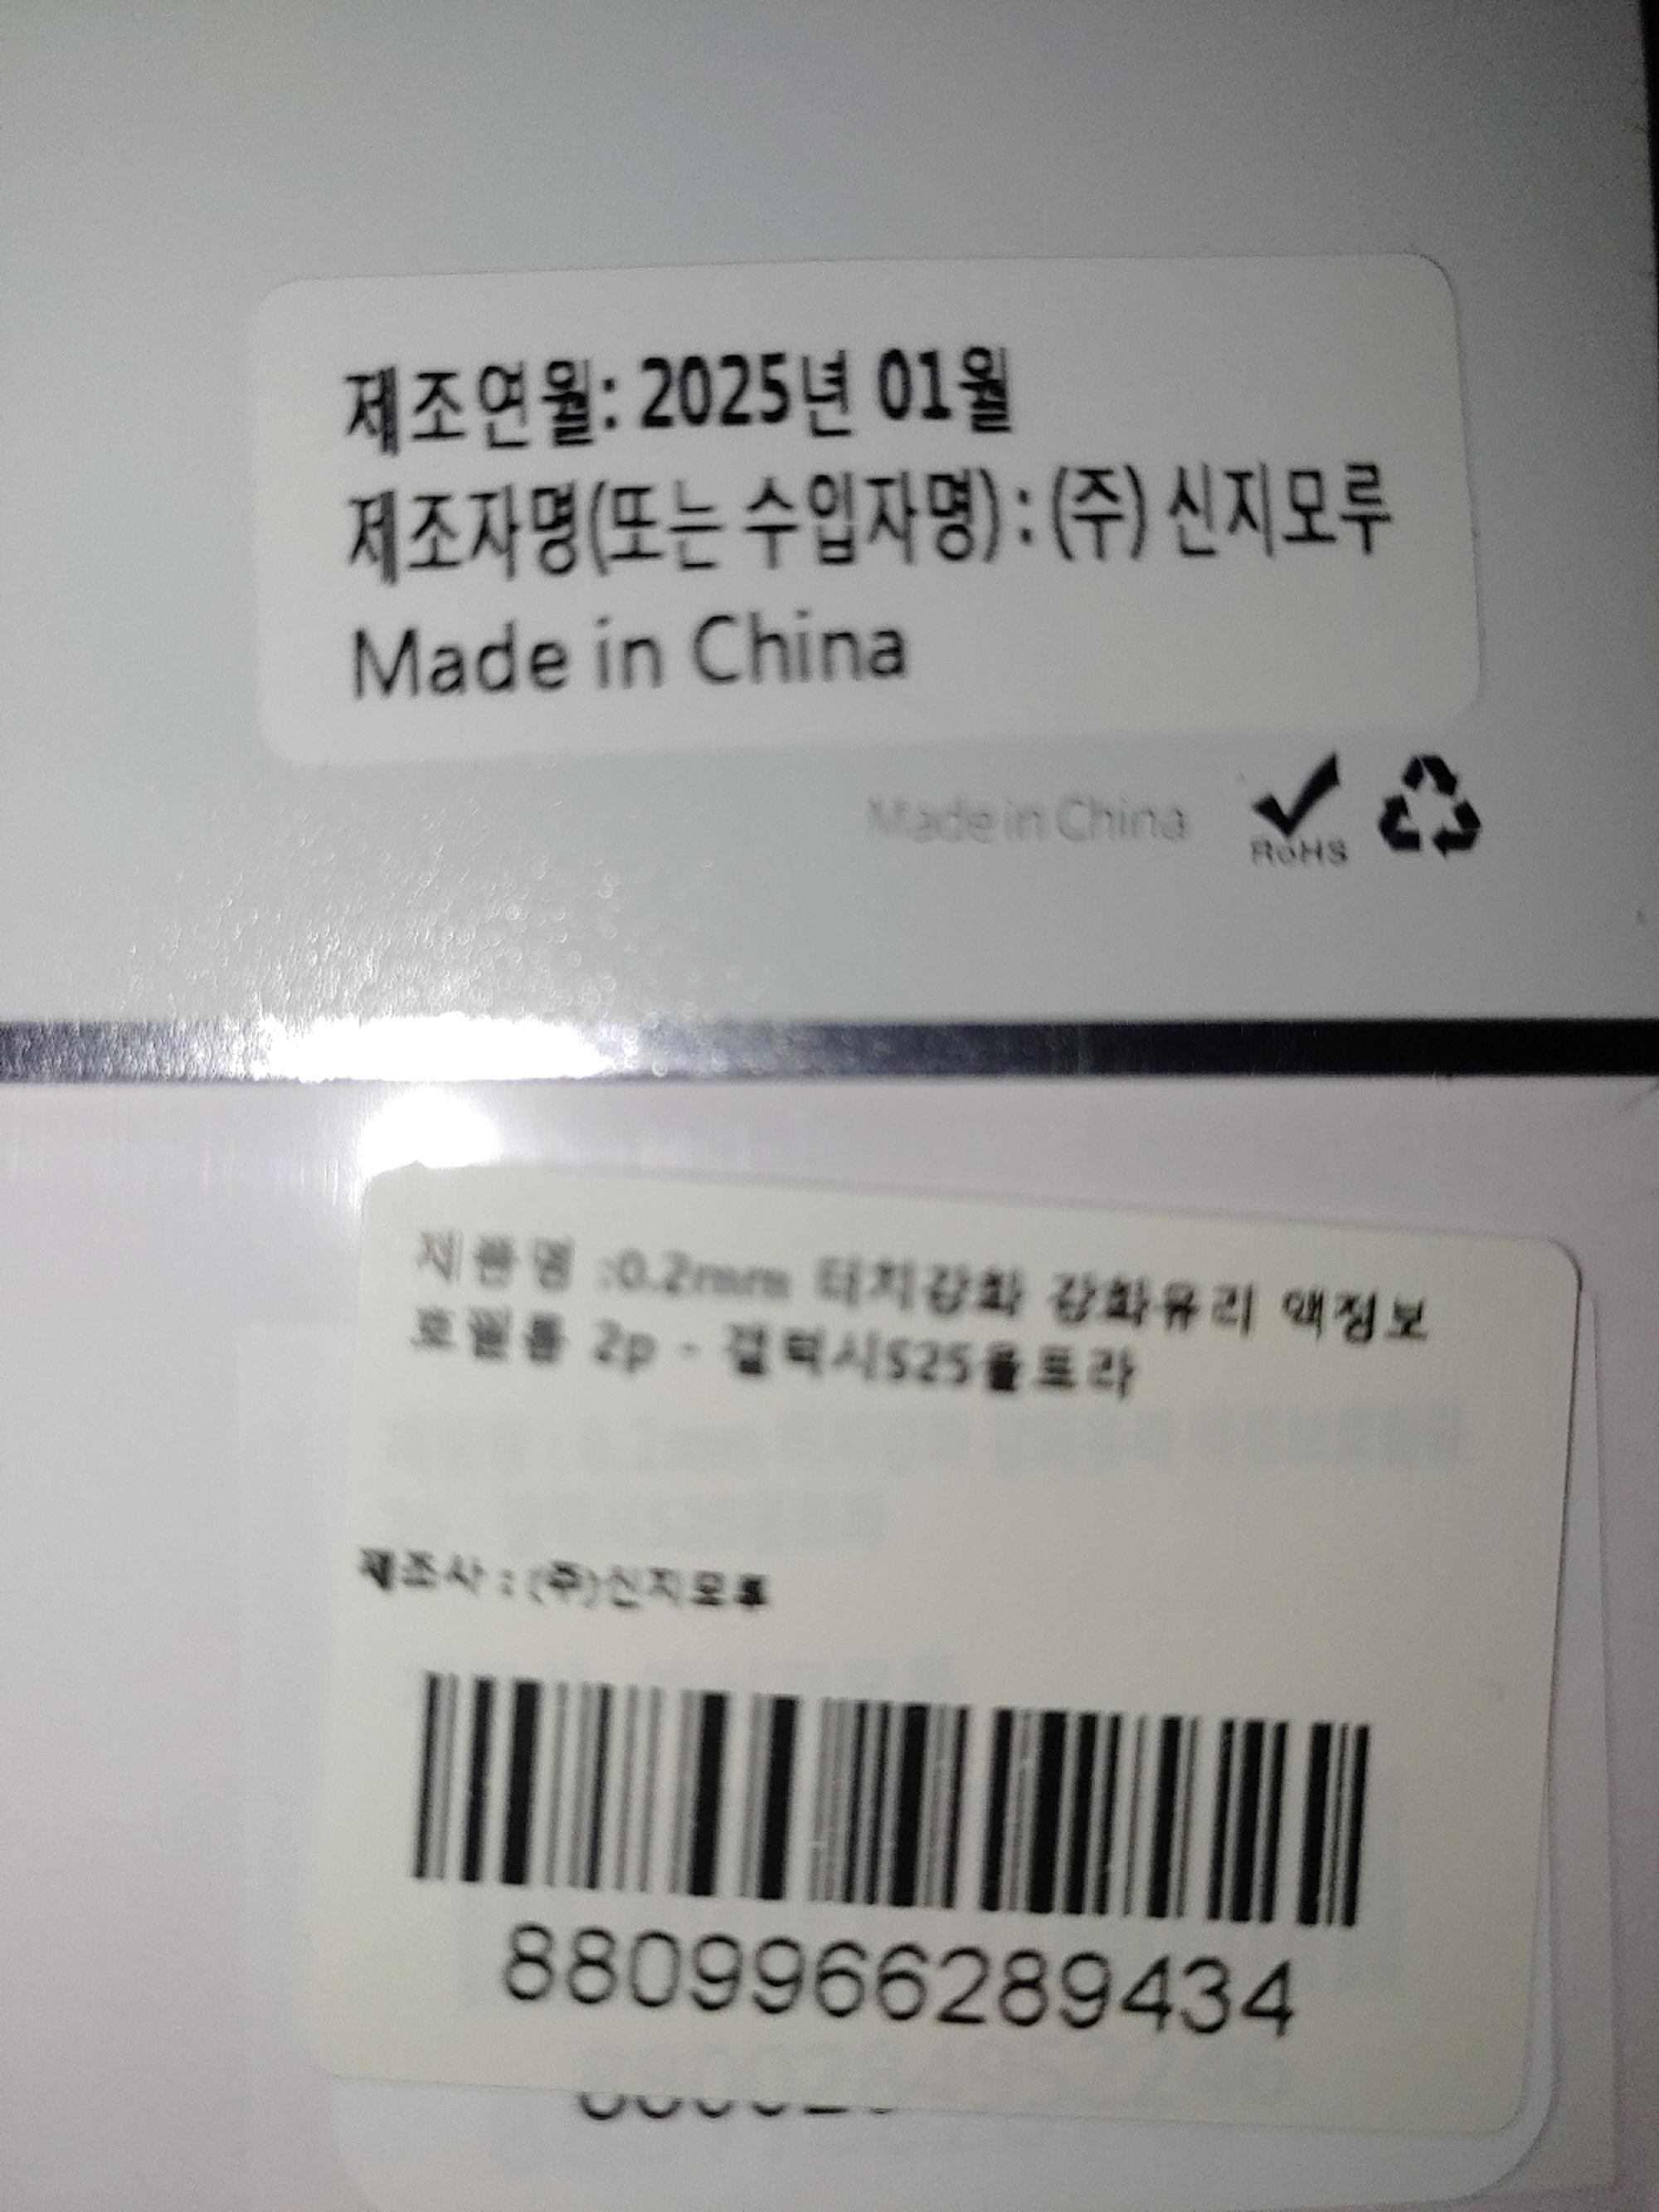 제조연월: 2025년 01월
제조자명(또는 수입자명) : (주) 신지모루
Made in China
Made in China
RoHS
제품명 :0.2mm 터치강화 강화유리 액정보
호필름 2p - 갤럭시S25울트라
제조사 : (주)신지모루
8809966289434